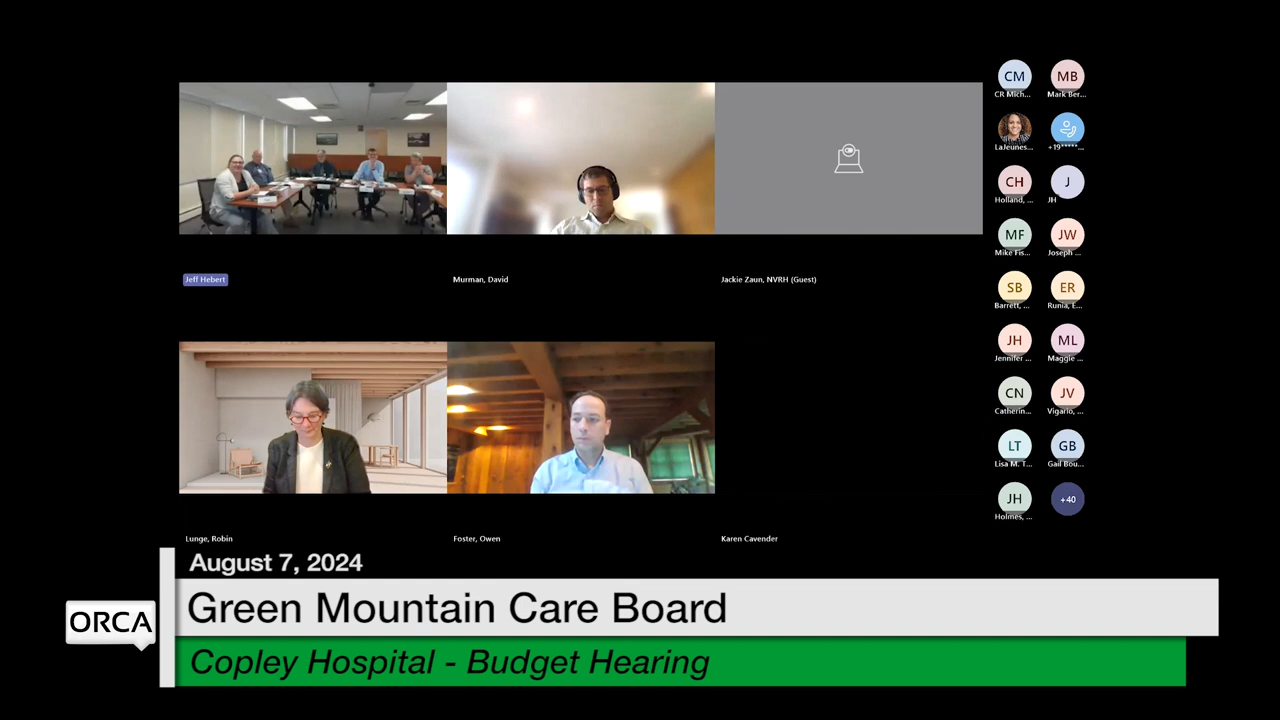 CM
MB
CR Mich...
Mark Ber...
LaJeunes...
+19*****...
CH
J
Holland, ...
JH
MF
JW
Mike Fis...
Joseph ...
SB
ER
Barrett, ...
Runia, E...
Jeff Hebert
Murman, David
Jackie Zaun, NVRH (Guest)
JH
ML
Jennifer ...
Maggie ...
CN
JV
Catherin...
Vigario, ...
LT
GB
Lisa M. T...
Gail Bou...
JH
+40
Holmes, ...
Lunge, Robin
Foster, Owen
Karen Cavender
August 7, 2024
Green Mountain Care Board
ORCA
Copley Hospital - Budget Hearing